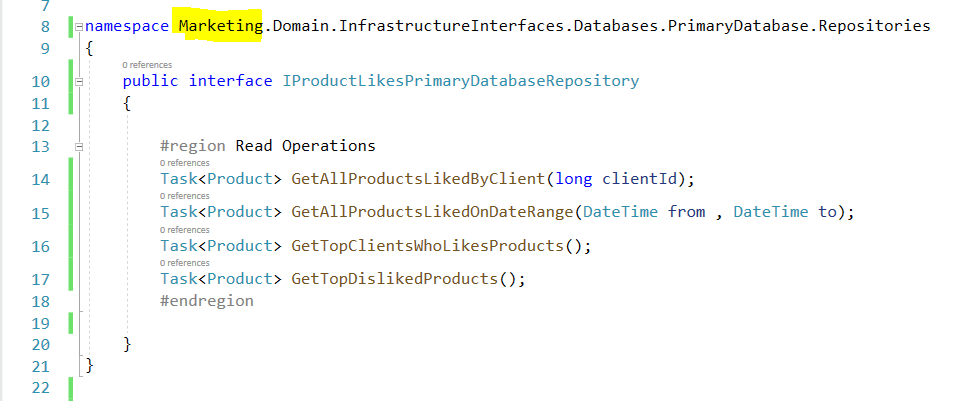 7
8 namespace Marketing.Domain.InfrastructureInterfaces.Databases.PrimaryDatabase.Repositories
9 {
0 references
10 public interface IProductLikesPrimaryDatabaseRepository
11 {
12
13 #region Read Operations
0 references
14 Task<Product> GetAllProductsLikedByClient(long clientId);
0 references
15 Task<Product> GetAllProductsLikedOnDateRange(DateTime from , DateTime to);
0 references
16 Task<Product> GetTopClientsWhoLikesProducts();
0 references
17 Task<Product> GetTopDislikedProducts();
18 #endregion
19
20 }
21 }
22